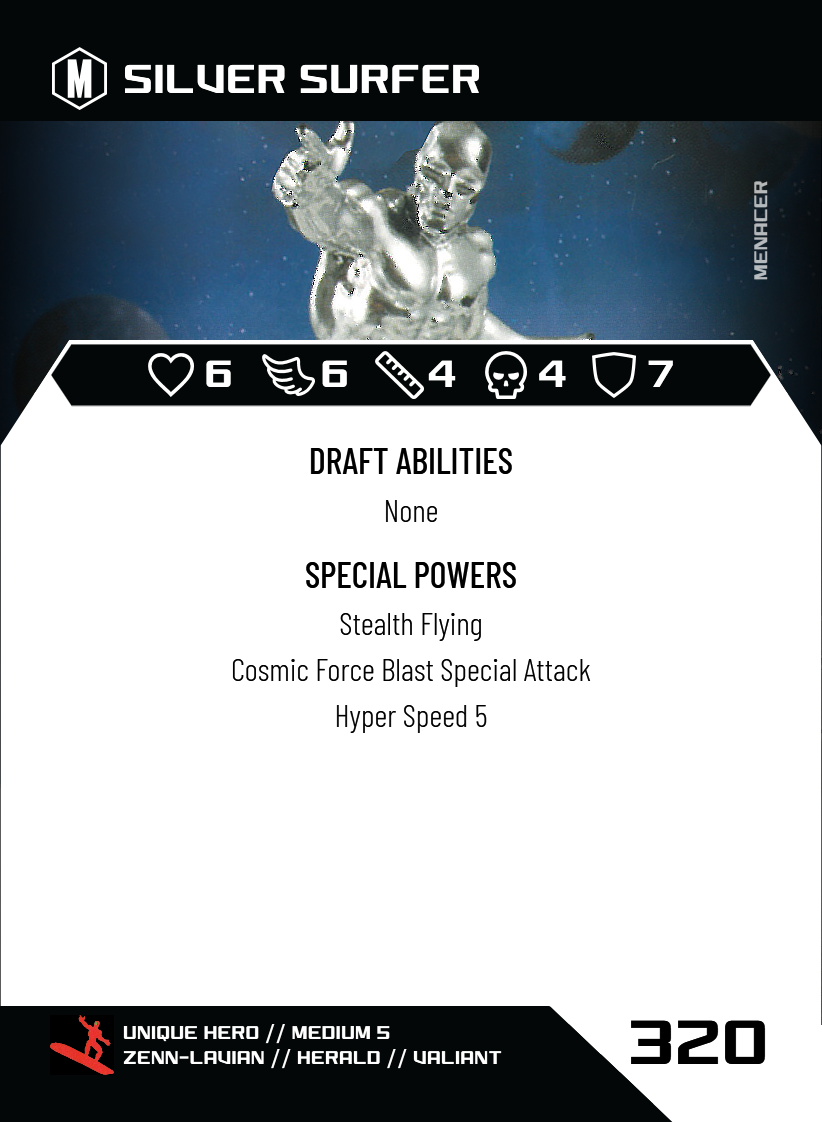 M SILVER SURFER
MENACER
6 6 4 4 7
DRAFT ABILITIES
None
SPECIAL POWERS
Stealth Flying
Cosmic Force Blast Special Attack
Hyper Speed 5
UNIQUE HERO // MEDIUM 5
ZENN-LAVIAN // HERALD // VALIANT
320